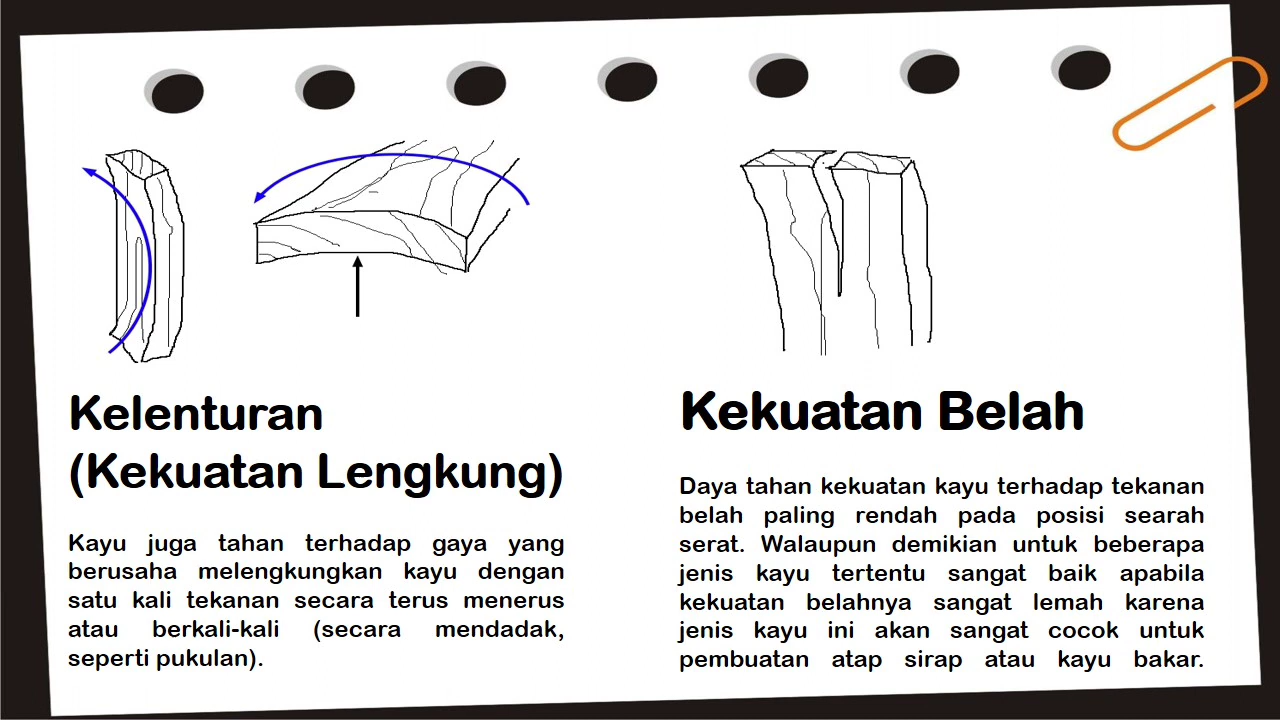 Kelenturan
(Kekuatan Lengkung)
Kayu juga tahan terhadap gaya yang
berusaha melengkungkan kayu dengan
satu kali tekanan secara terus menerus
atau berkali-kali (secara mendadak,
seperti pukulan).
Kekuatan Belah
Daya tahan kekuatan kayu terhadap tekanan
belah paling rendah pada posisi searah
serat. Walaupun demikian untuk beberapa
jenis kayu tertentu sangat baik apabila
kekuatan belahnya sangat lemah karena
jenis kayu ini akan sangat cocok untuk
pembuatan atap sirap atau kayu bakar.